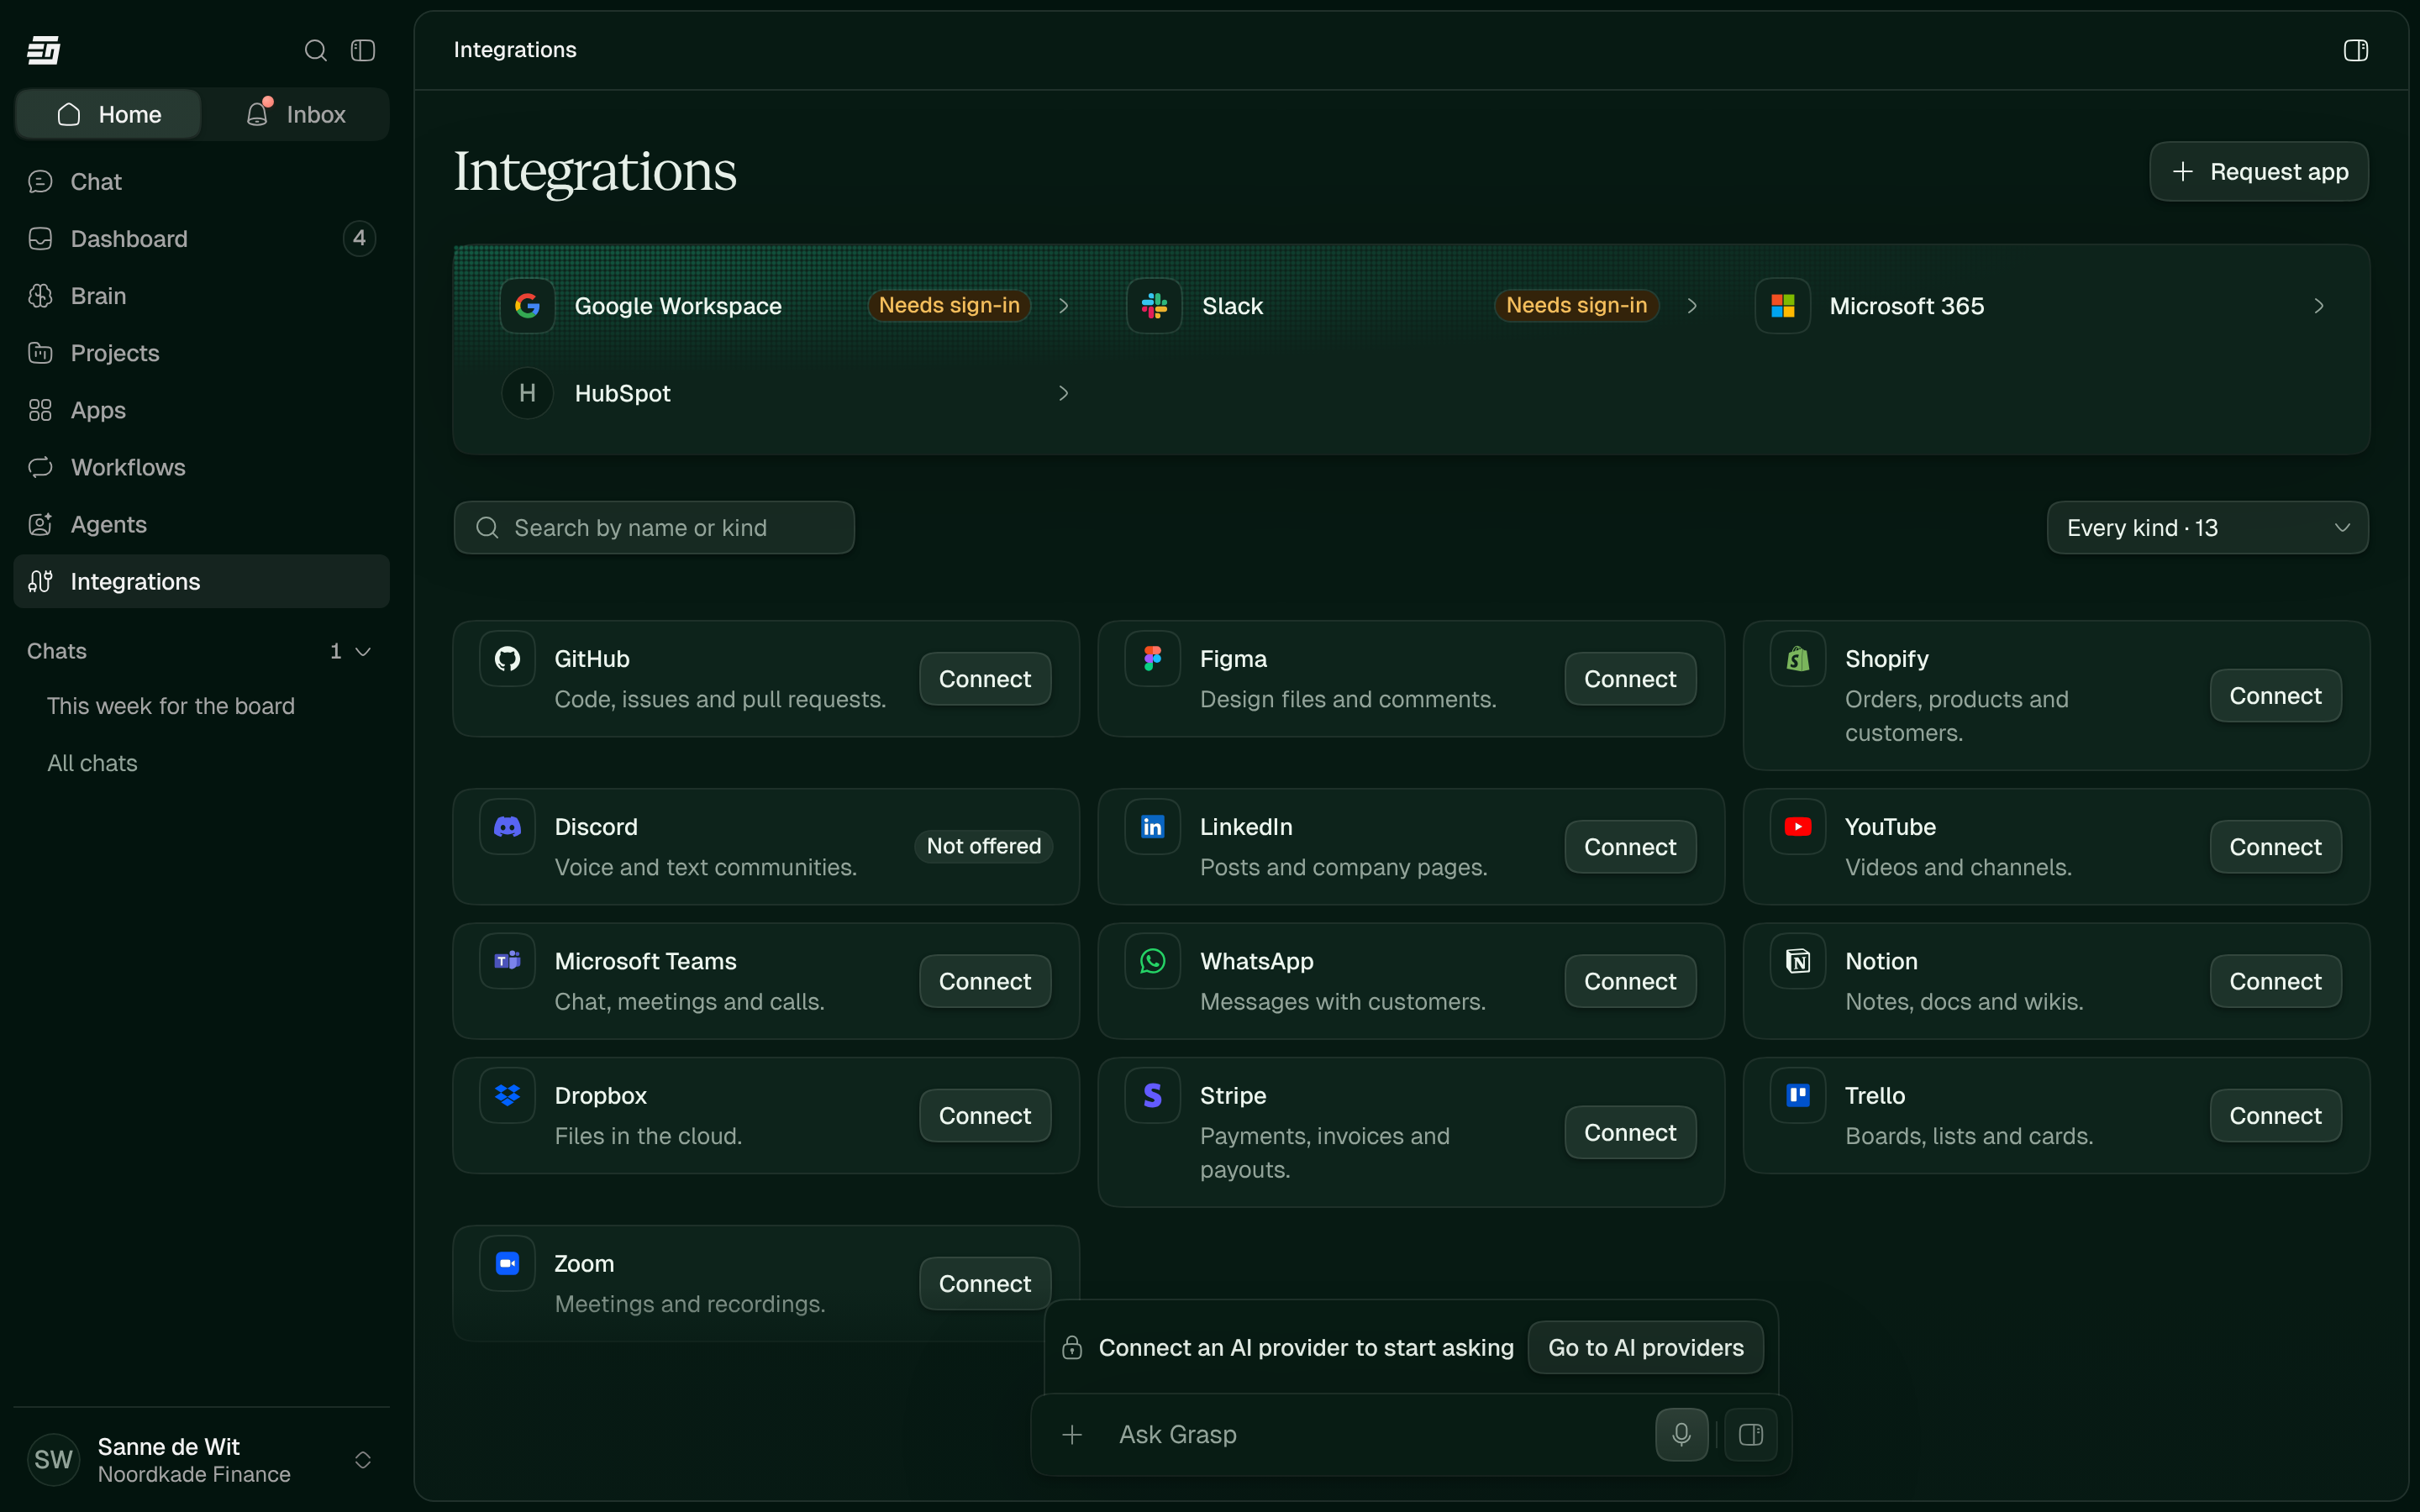 Integrations
Home
Inbox
Chat
Dashboard
4
Brain
Projects
Apps
Workflows
Agents
Integrations
Chats
1
This week for the board
All chats
SW
Sanne de Wit
Noordkade Finance
Integrations
Request app
Google Workspace
Needs sign-in
Slack
Needs sign-in
Microsoft 365
H
HubSpot
Search by name or kind
Every kind · 13
GitHub
Code, issues and pull requests.
Connect
Figma
Design files and comments.
Connect
Shopify
Orders, products and
customers.
Connect
Discord
Voice and text communities.
Not offered
LinkedIn
Posts and company pages.
Connect
YouTube
Videos and channels.
Connect
Microsoft Teams
Chat, meetings and calls.
Connect
WhatsApp
Messages with customers.
Connect
Notion
Notes, docs and wikis.
Connect
Dropbox
Files in the cloud.
Connect
Stripe
Payments, invoices and
payouts.
Connect
Trello
Boards, lists and cards.
Connect
Zoom
Meetings and recordings.
Connect
Connect an AI provider to start asking
Go to AI providers
Ask Grasp